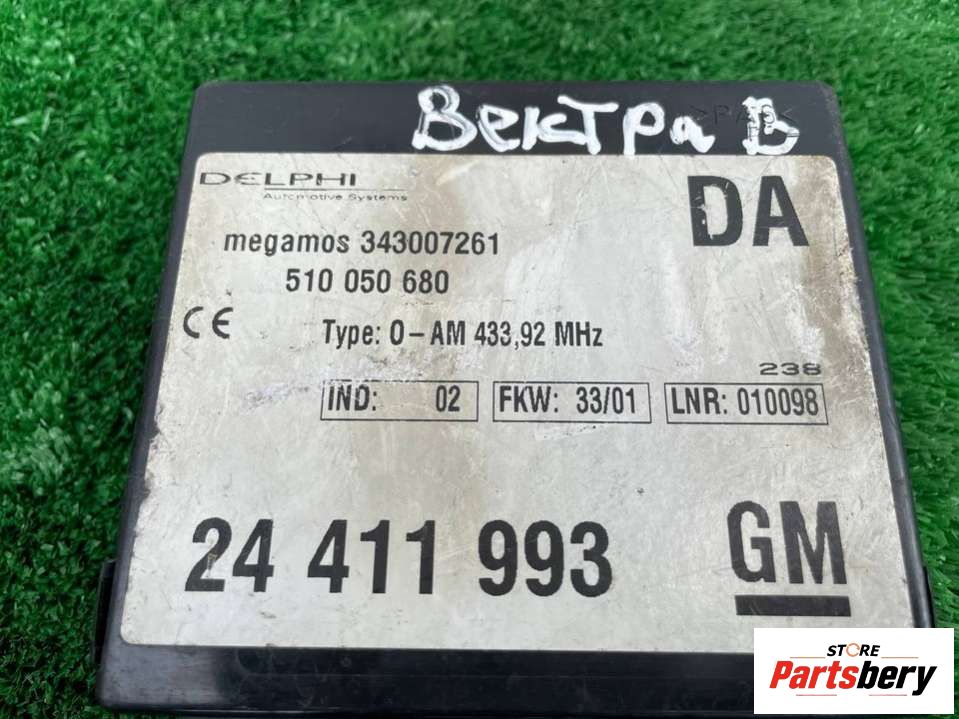 Вектра В
>PA6<
DELPHI
Automotive Systems
DA
megamos 343007261
510 050 680
CE
Type: O-AM 433,92 MHz
238
IND: 02 FKW: 33/01 LNR: 010098
24 411 993
GM
STORE
Partsbery